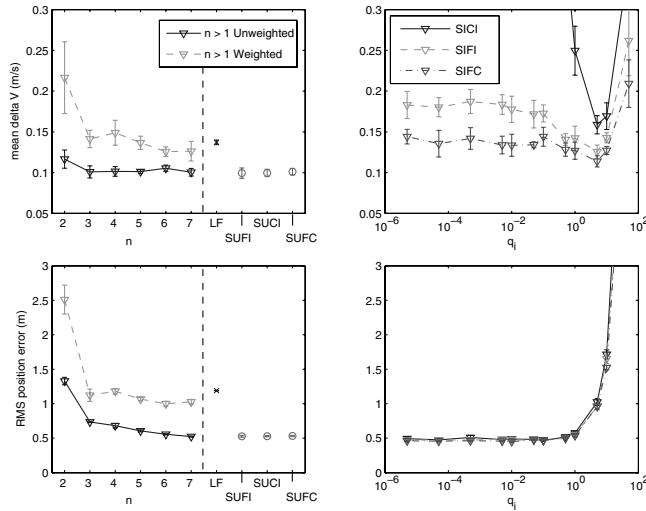 0.3
0.25
0.2
0.15
0.1
0.05
mean delta V (m/s)
n > 1 Unweighted
n > 1 Weighted
2 3 4 5 6 7 LF SUCI
n SUFI SUFC
0.3
0.25
0.2
0.15
0.1
0.05
SICI
SIFI
SIFC
10⁻⁶ 10⁻⁴ 10⁻² 10⁰ 10²
qᵢ
3
2.5
2
1.5
1
0.5
0
RMS position error (m)
2 3 4 5 6 7 LF SUCI
n SUFI SUFC
3
2.5
2
1.5
1
0.5
0
10⁻⁶ 10⁻⁴ 10⁻² 10⁰ 10²
qᵢ